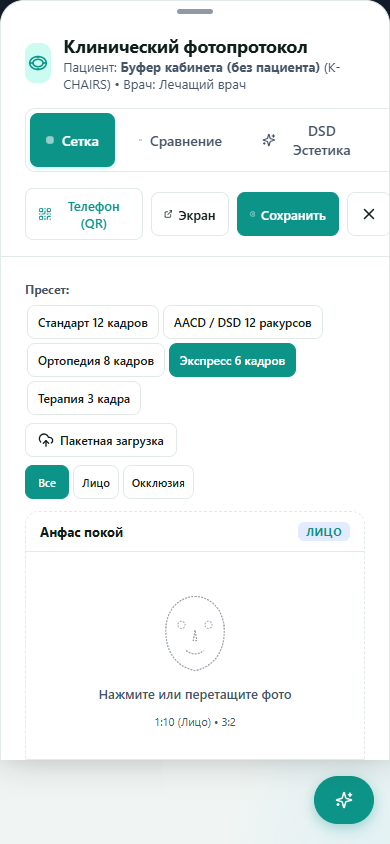 Клинический фотопротокол
Пациент: Буфер кабинета (без пациента) (K-
CHAIRS) • Врач: Лечащий врач
Сетка
Сравнение
DSD
Эстетика
Телефон
(QR)
Экран
Сохранить
Пресет:
Стандарт 12 кадров
AACD / DSD 12 ракурсов
Ортопедия 8 кадров
Экспресс 6 кадров
Терапия 3 кадра
Пакетная загрузка
Все
Лицо
Окклюзия
Анфас покой
ЛИЦО
Нажмите или перетащите фото
1:10 (Лицо) • 3:2